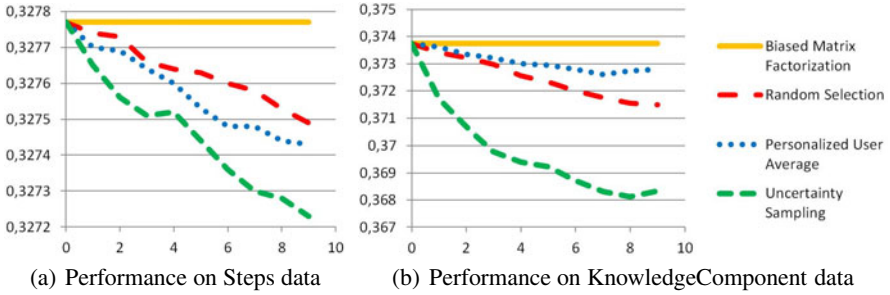 0,3278
0,3277
0,3276
0,3275
0,3274
0,3273
0,3272
0 2 4 6 8 10
(a) Performance on Steps data
0,375
0,374
0,373
0,372
0,371
0,37
0,369
0,368
0,367
0 2 4 6 8 10
(b) Performance on KnowledgeComponent data
Biased Matrix
Factorization
Random Selection
Personalized User
Average
Uncertainty
Sampling